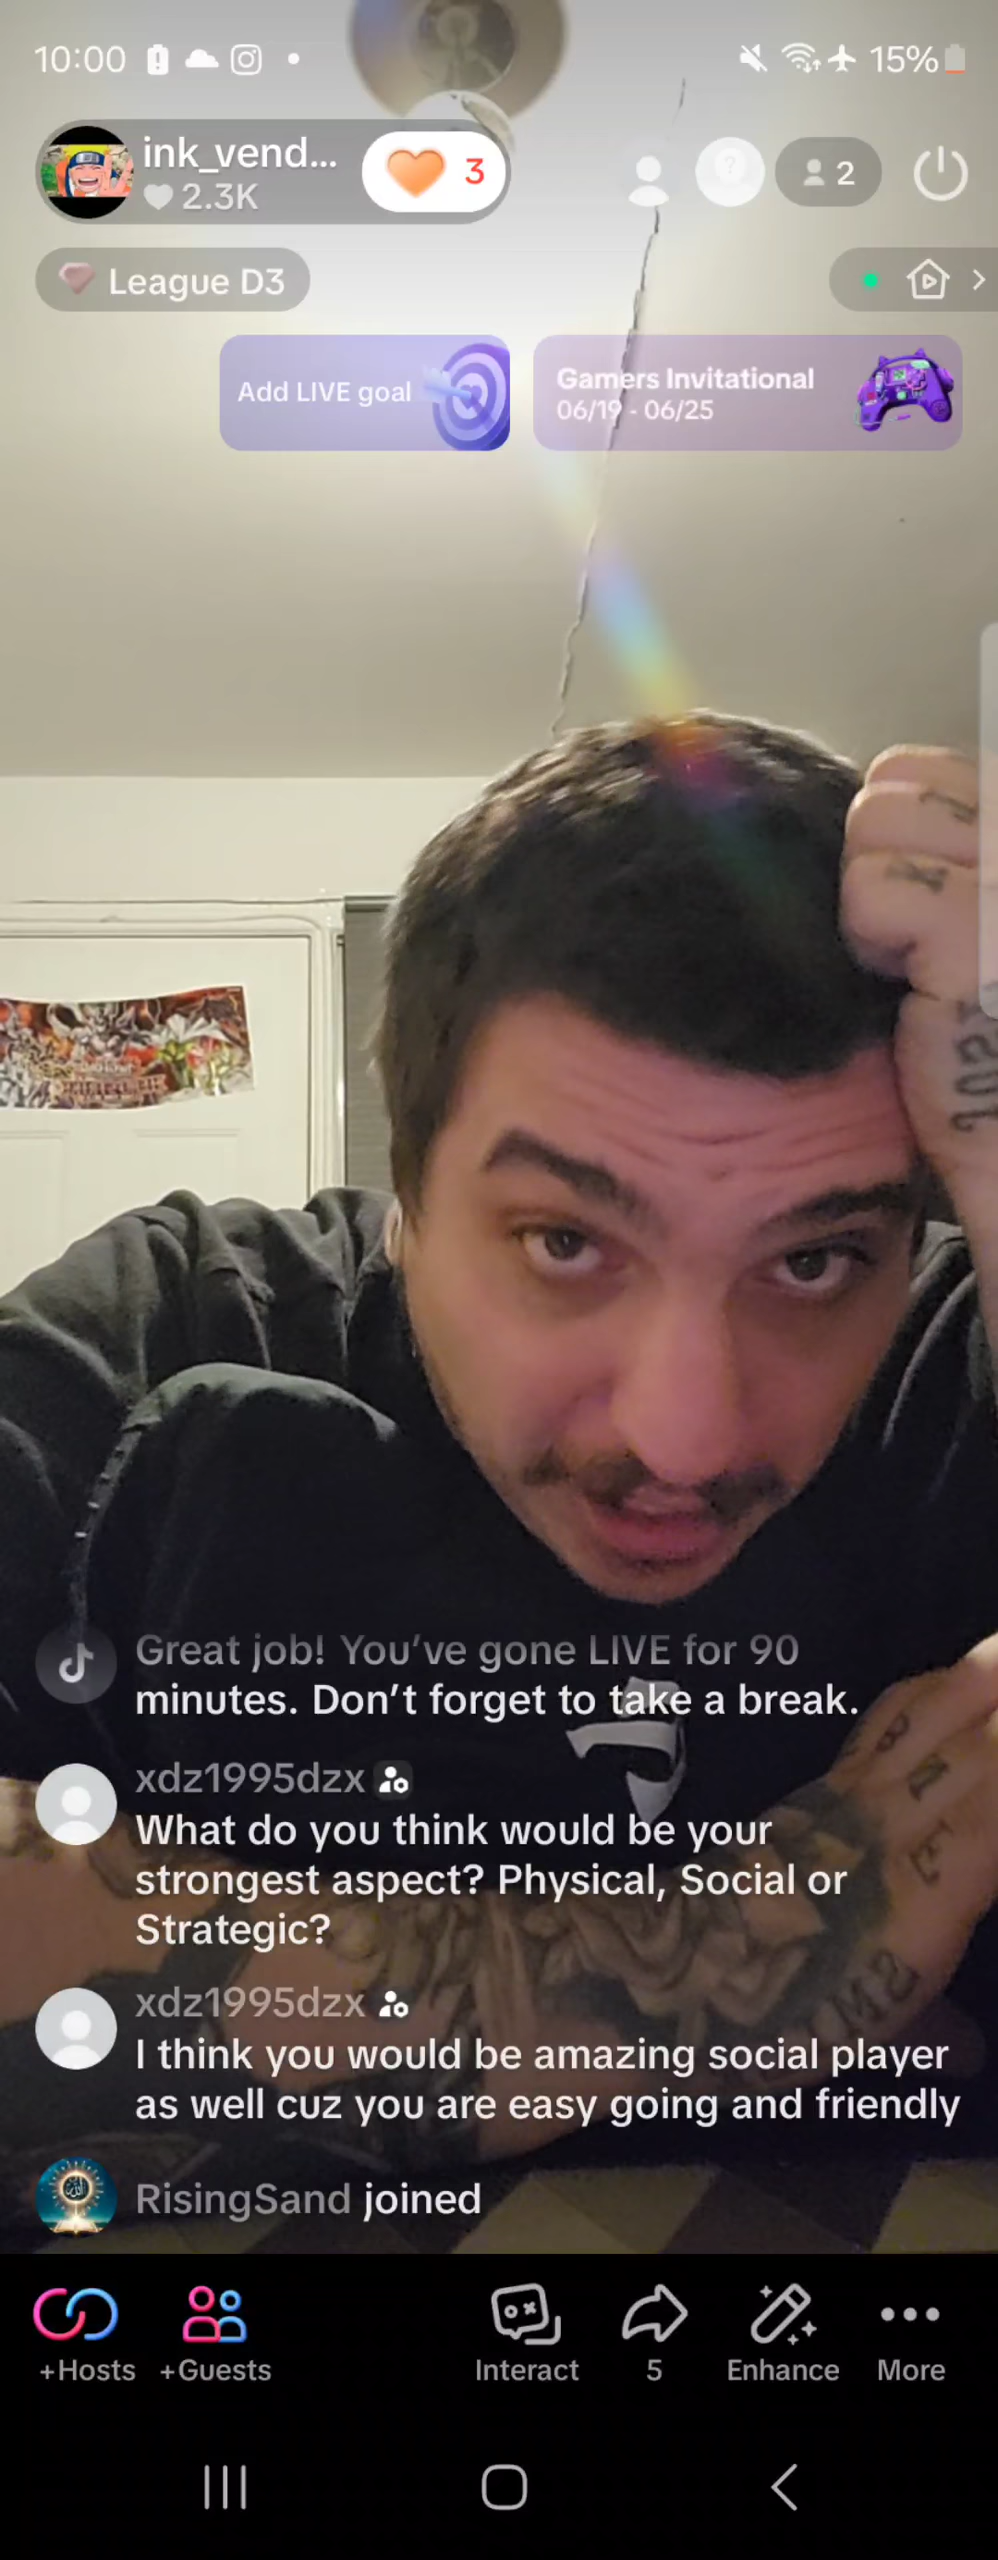 10:00
15%
ink_vend...
2.3K
3
2
League D3
Add LIVE goal
Gamers Invitational
06/19 - 06/25
Great job! You've gone LIVE for 90
minutes. Don't forget to take a break.
xdz1995dzx
What do you think would be your
strongest aspect? Physical, Social or
Strategic?
xdz1995dzx
I think you would be amazing social player
as well cuz you are easy going and friendly
RisingSand joined
+Hosts
+Guests
Interact
5
Enhance
More